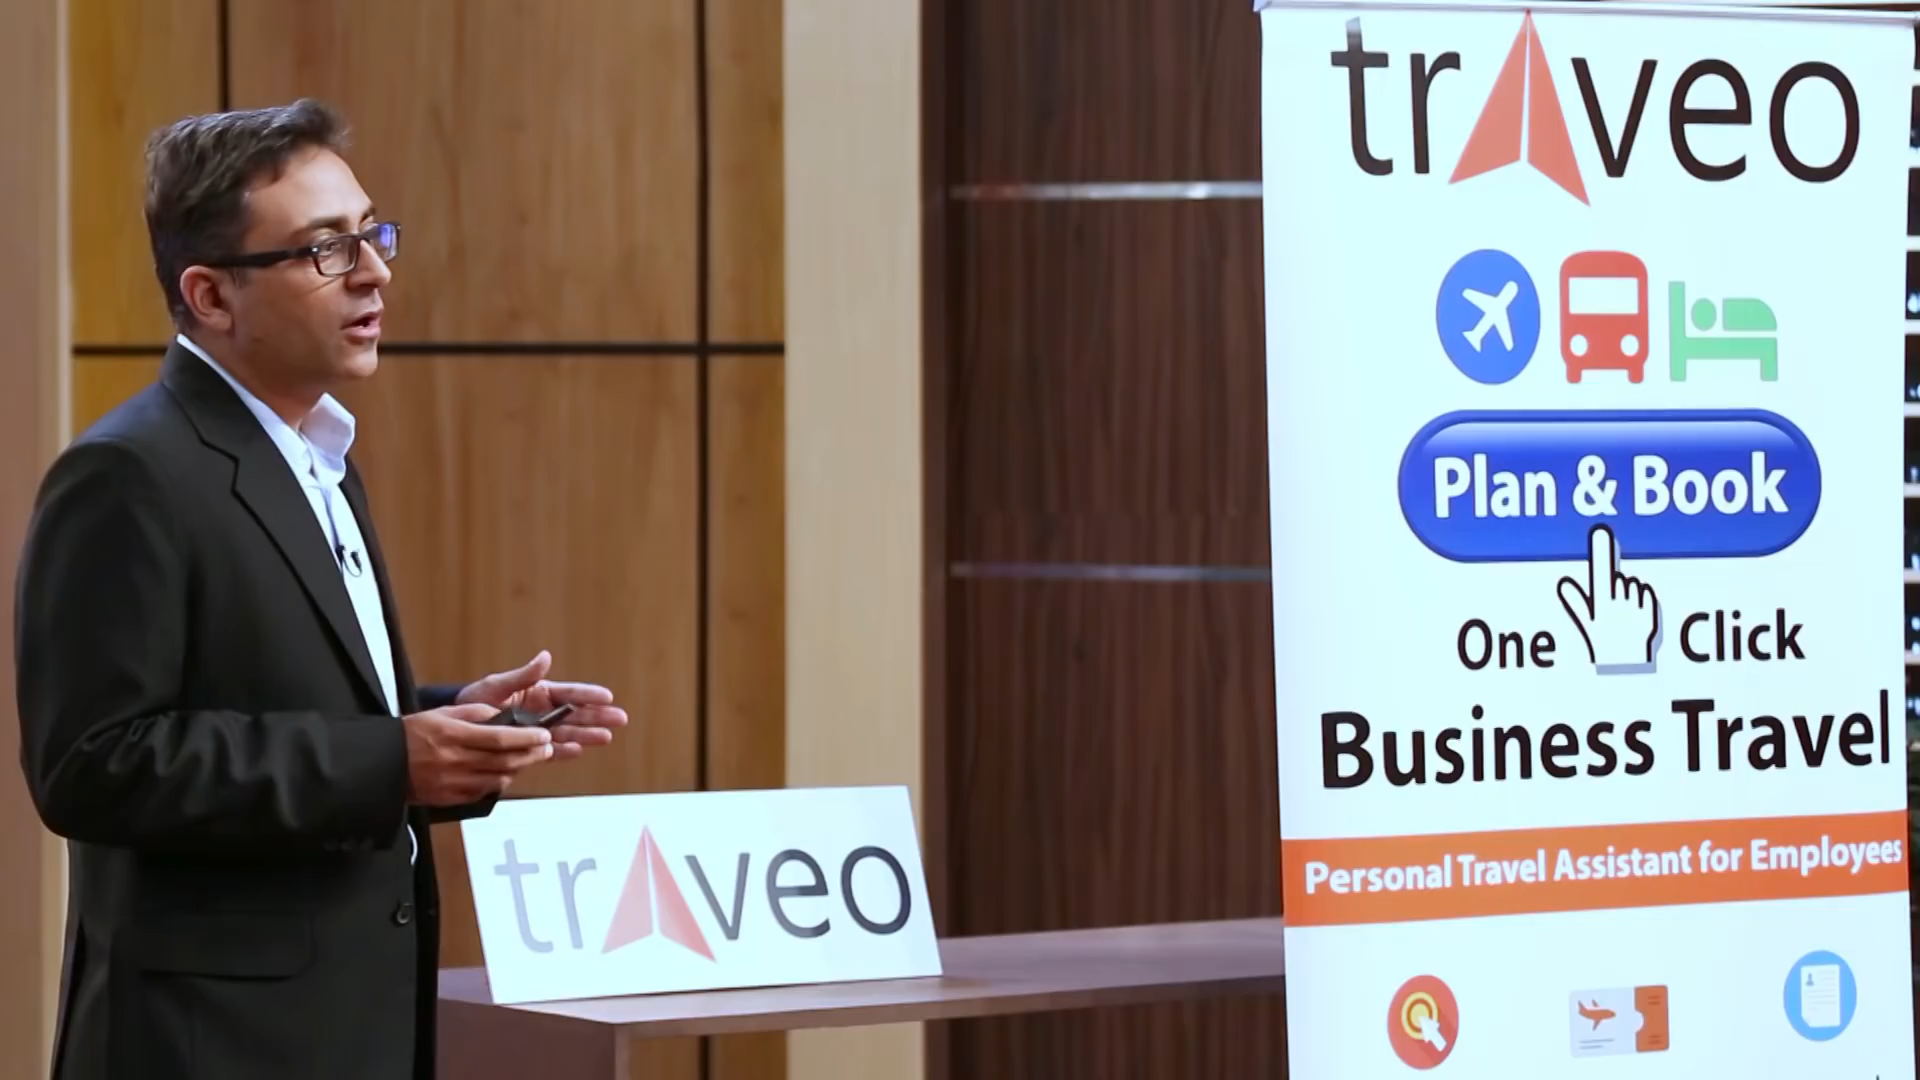 traveo
Plan & Book
One Click
Business Travel
Personal Travel Assistant for Employees
traveo